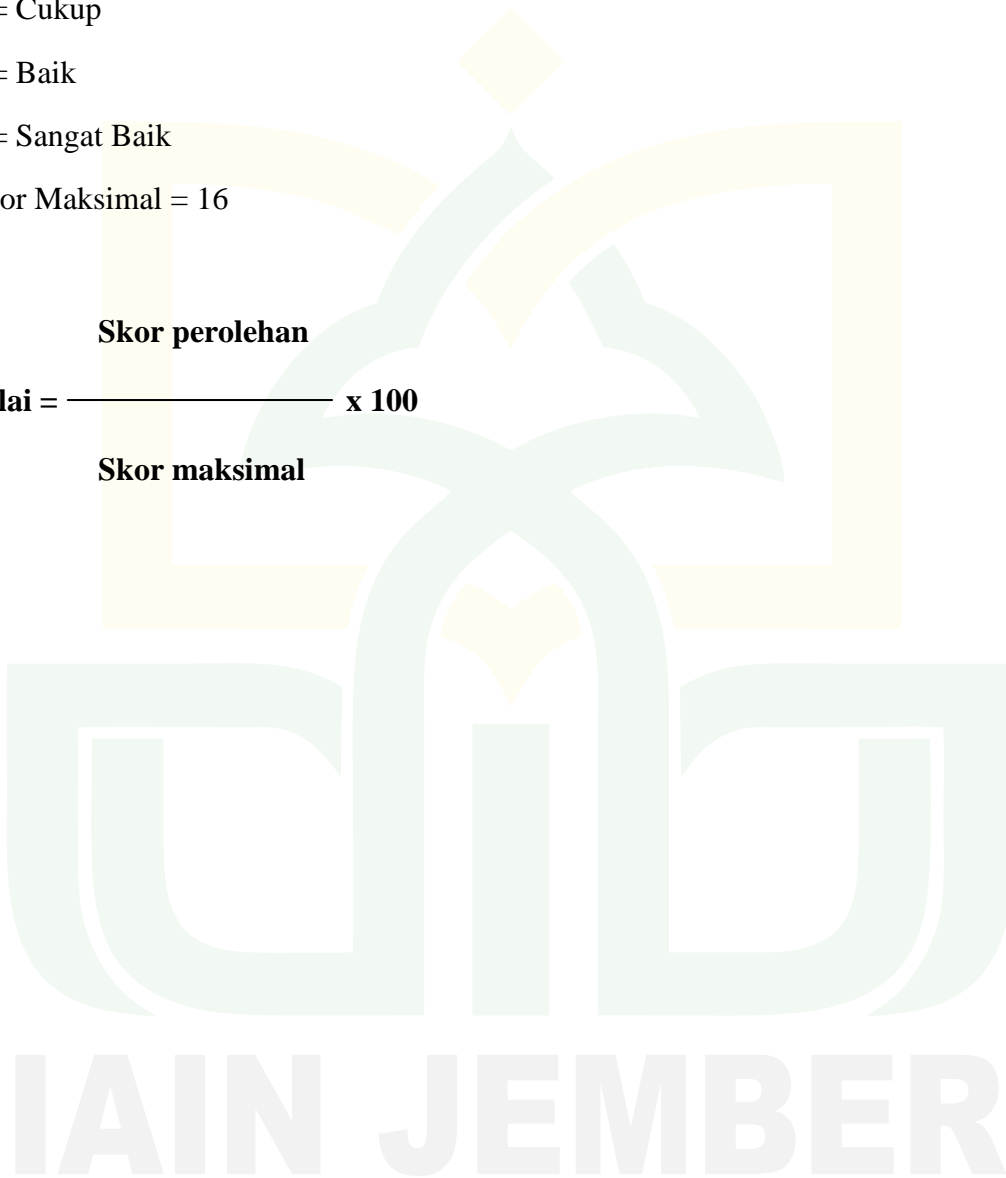 = Cukup
= Baik
= Sangat Baik
or Maksimal = 16
Skor perolehan
lai = x 100
Skor maksimal
IAIN JEMBER